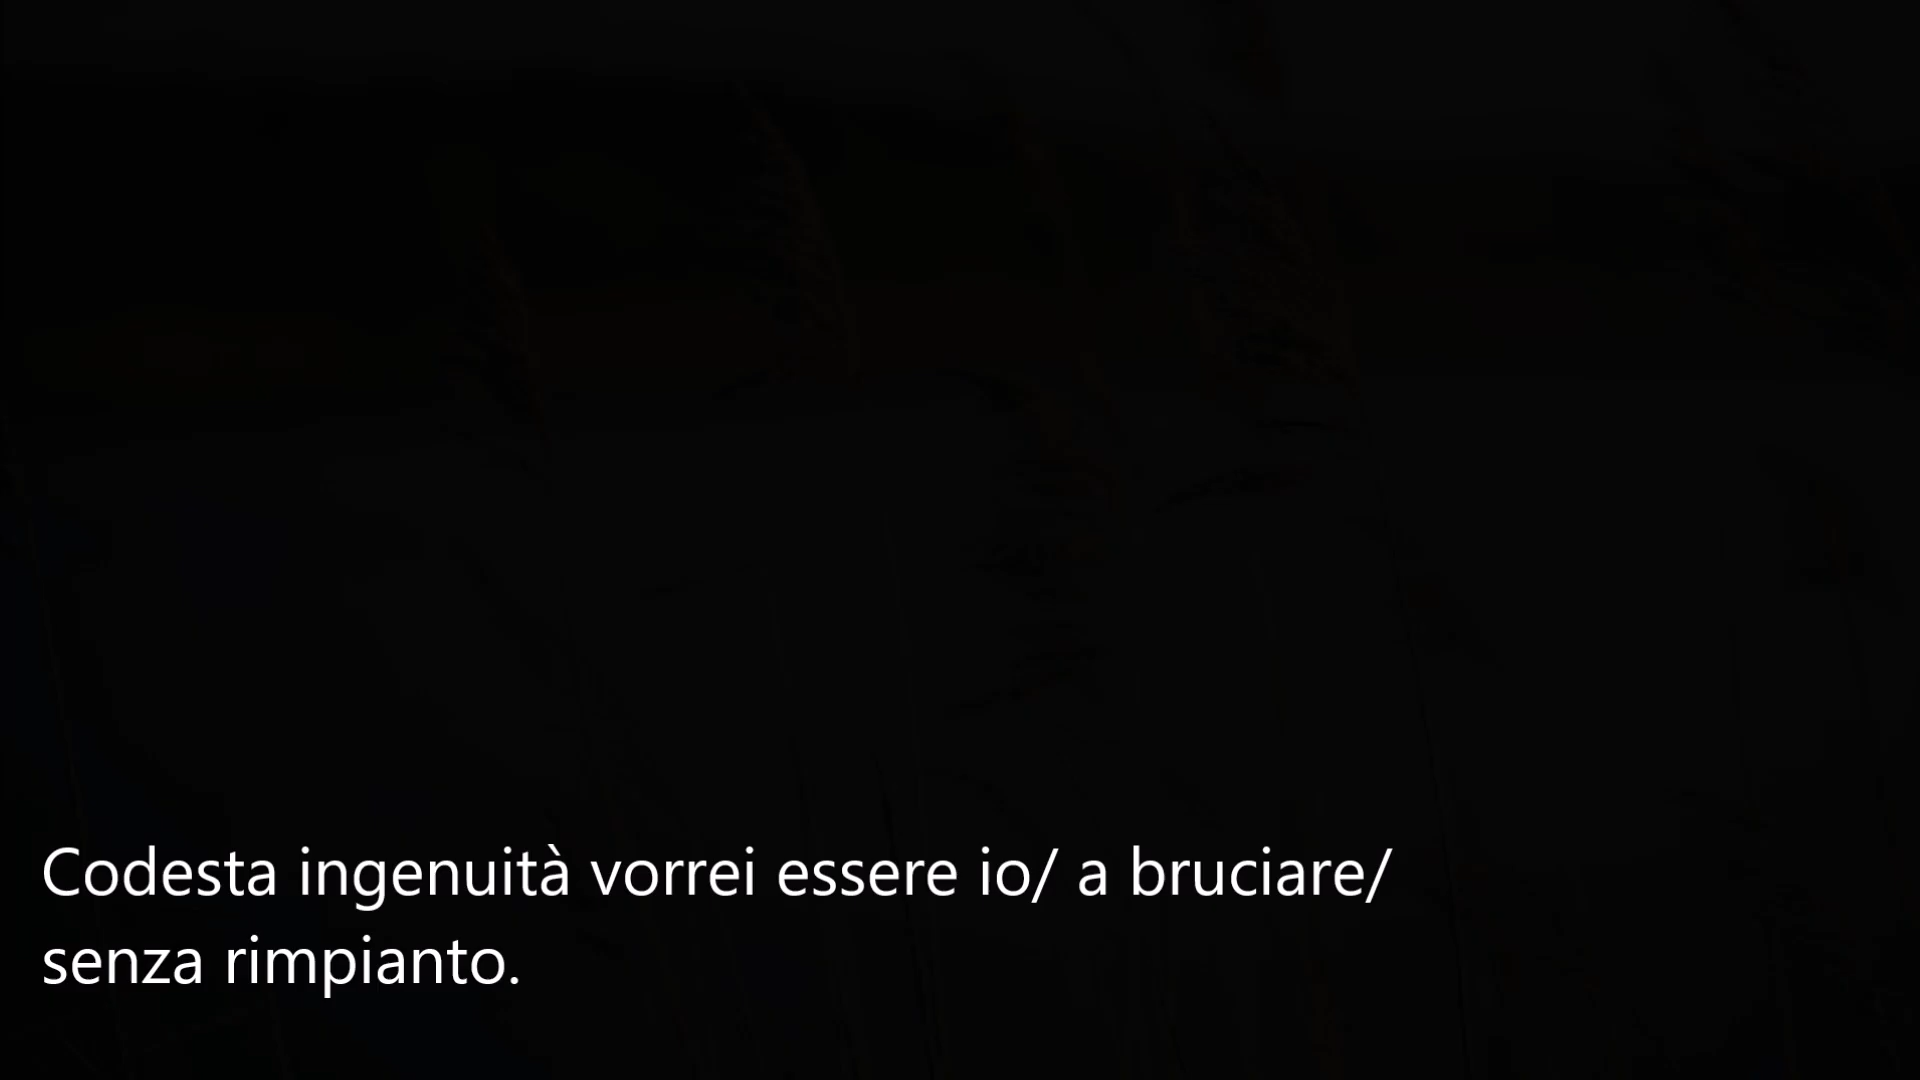 Codesta ingenuità vorrei essere io/ a bruciare/
senza rimpianto.